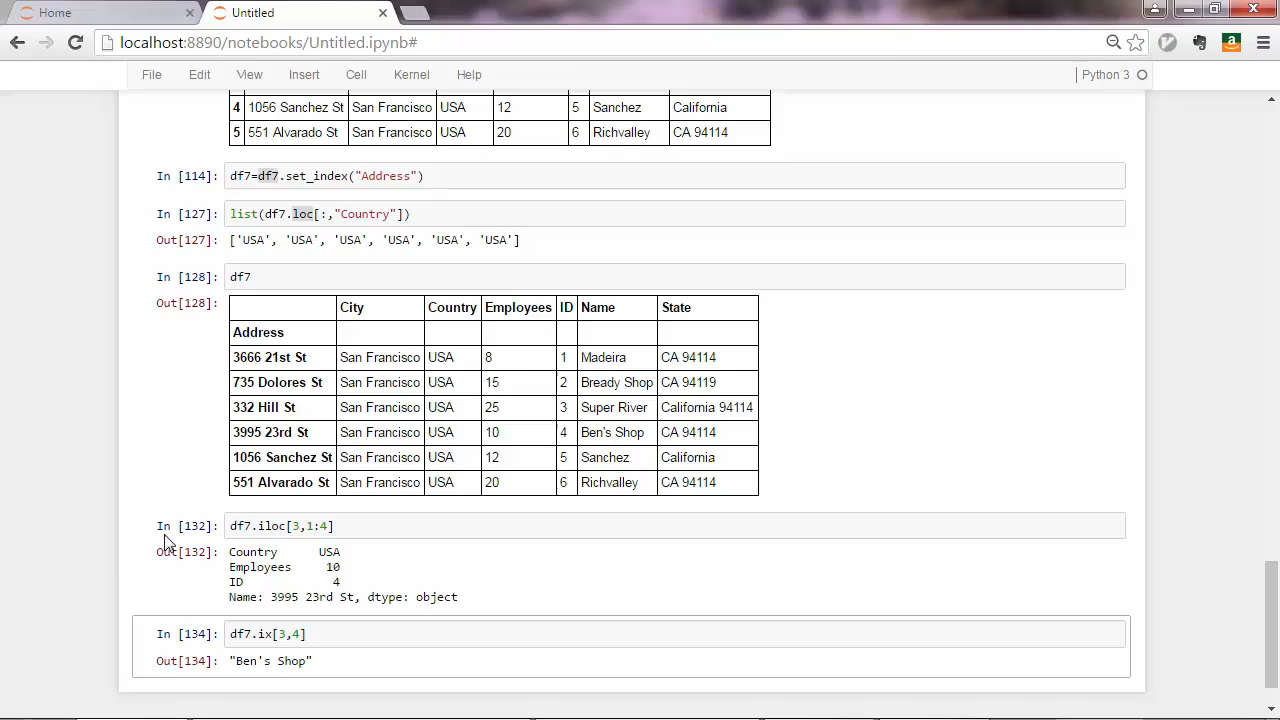 Home
Untitled
localhost:8890/notebooks/Untitled.ipynb#
File Edit View Insert Cell Kernel Help Python 3
4 1056 Sanchez St San Francisco USA 12 5 Sanchez California
5 551 Alvarado St San Francisco USA 20 6 Richvalley CA 94114
In [114]: df7=df7.set_index("Address")
In [127]: list(df7.loc[:,"Country"])
Out[127]: ['USA', 'USA', 'USA', 'USA', 'USA', 'USA']
In [128]: df7
Out[128]:
City Country Employees ID Name State
Address
3666 21st St San Francisco USA 8 1 Madeira CA 94114
735 Dolores St San Francisco USA 15 2 Bready Shop CA 94119
332 Hill St San Francisco USA 25 3 Super River California 94114
3995 23rd St San Francisco USA 10 4 Ben's Shop CA 94114
1056 Sanchez St San Francisco USA 12 5 Sanchez California
551 Alvarado St San Francisco USA 20 6 Richvalley CA 94114
In [132]: df7.iloc[3,1:4]
Out[132]: Country USA
Employees 10
ID 4
Name: 3995 23rd St, dtype: object
In [134]: df7.ix[3,4]
Out[134]: "Ben's Shop"